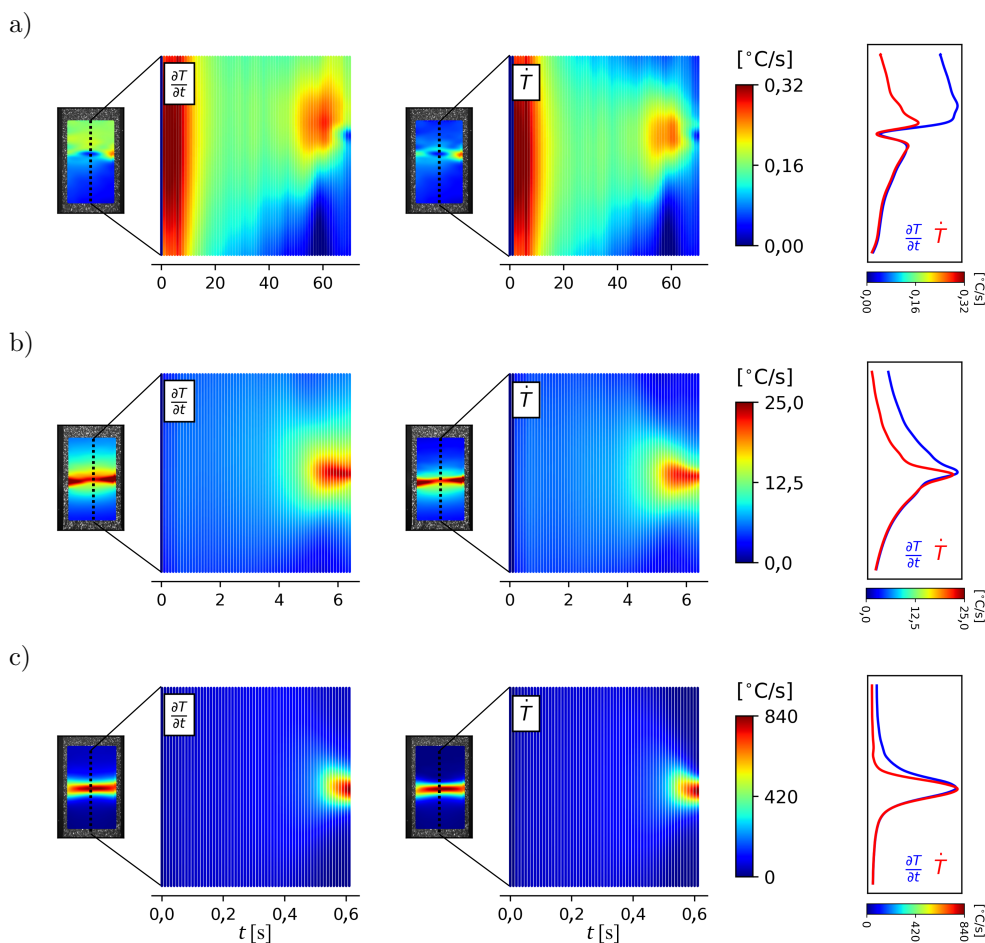 a)
∂T/∂t
Ṫ
[°C/s]
0,32
0,16
0,00
0 20 40 60
0 20 40 60
∂T/∂t Ṫ
0,00 0,16 0,32 [°C/s]
b)
∂T/∂t
Ṫ
[°C/s]
25,0
12,5
0,0
0 2 4 6
0 2 4 6
∂T/∂t Ṫ
0,0 12,5 25,0 [°C/s]
c)
∂T/∂t
Ṫ
[°C/s]
840
420
0
0,0 0,2 0,4 0,6
0,0 0,2 0,4 0,6
t [s]
t [s]
∂T/∂t Ṫ
0 420 840 [°C/s]